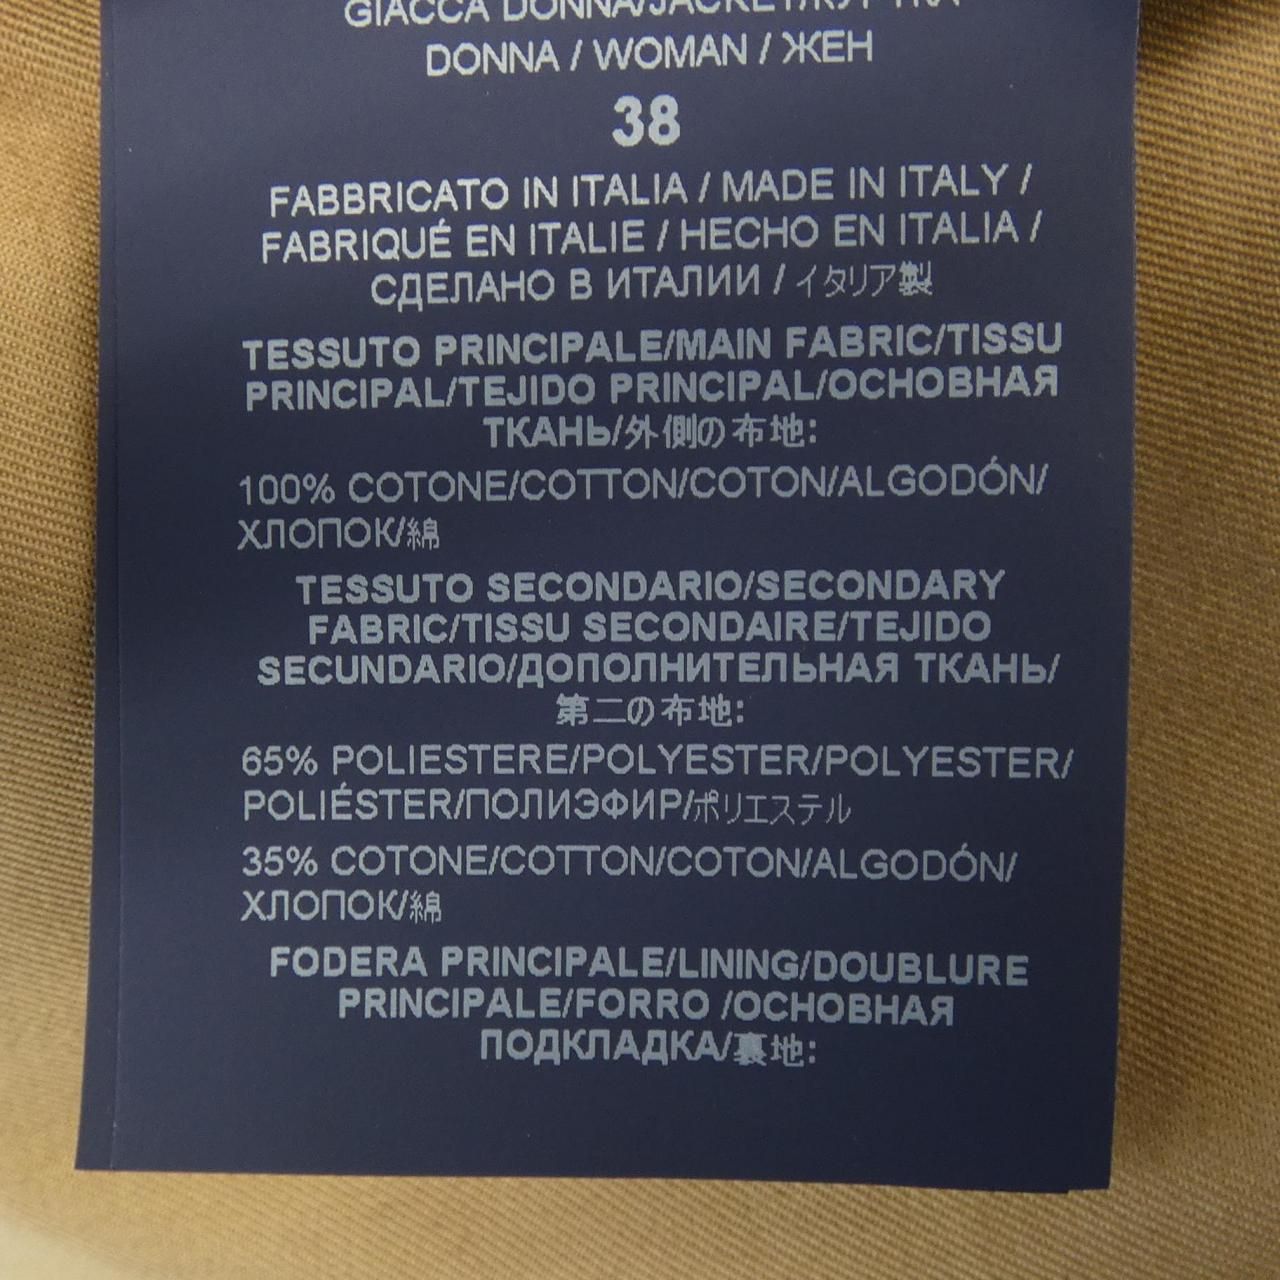 GIACCA DONNA/JACKET/КУРТКА
DONNA / WOMAN / ЖЕН
38
FABBRICATO IN ITALIA / MADE IN ITALY /
FABRIQUÉ EN ITALIE / HECHO EN ITALIA /
СДЕЛАНО В ИТАЛИИ / イタリア製
TESSUTO PRINCIPALE/MAIN FABRIC/TISSU
PRINCIPAL/TEJIDO PRINCIPAL/ОСНОВНАЯ
ТКАНЬ/外側の布地:
100% COTONE/COTTON/COTON/ALGODÓN/
ХЛОПОК/綿
TESSUTO SECONDARIO/SECONDARY
FABRIC/TISSU SECONDAIRE/TEJIDO
SECUNDARIO/ДОПОЛНИТЕЛЬНАЯ ТКАНЬ/
第二の布地:
65% POLIESTERE/POLYESTER/POLYESTER/
POLIÉSTER/ПОЛИЭФИР/ポリエステル
35% COTONE/COTTON/COTON/ALGODÓN/
ХЛОПОК/綿
FODERA PRINCIPALE/LINING/DOUBLURE
PRINCIPALE/FORRO /ОСНОВНАЯ
ПОДКЛАДКА/裏地: